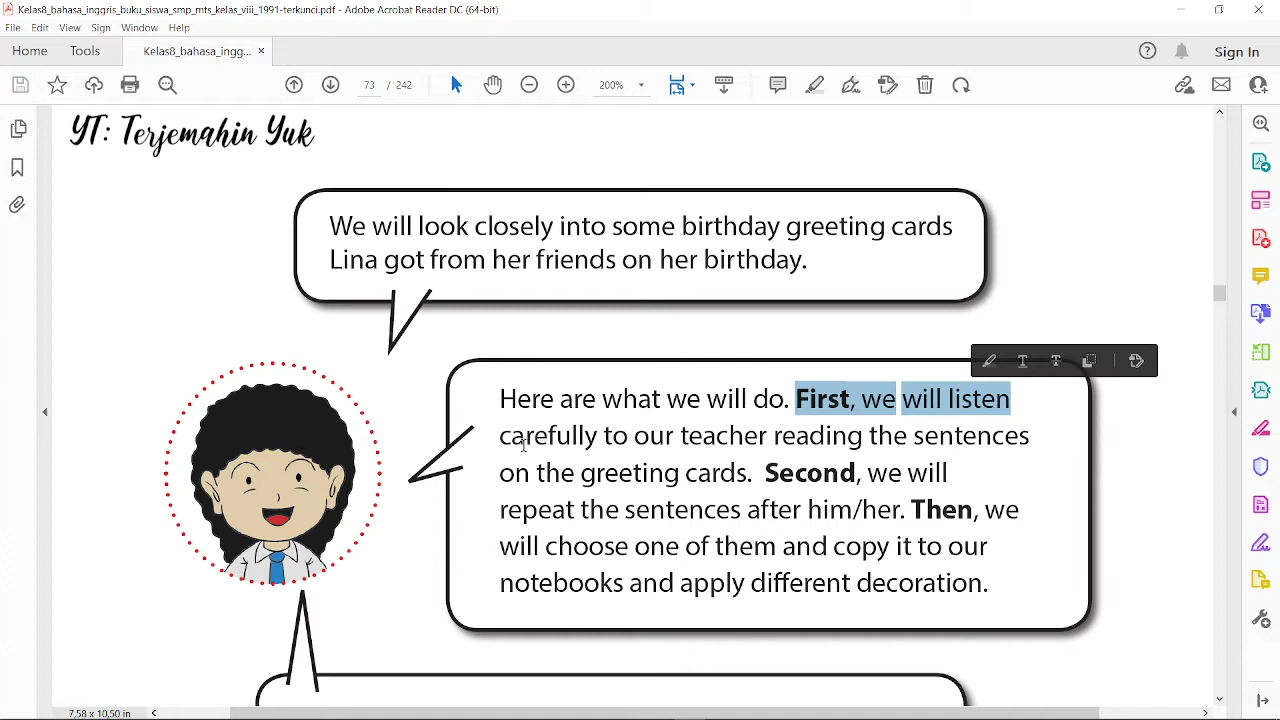 Kelas8_bahasa_inggris_buku_siswa_smp_mts_kelas_viii_1991-terkunci.pdf - Adobe Acrobat Reader DC (64-bit)
File Edit View Sign Window Help
Home Tools Kelas8_bahasa_ingg... × Sign In
73 / 242 200%
YT: Terjemahin Yuk
We will look closely into some birthday greeting cards
Lina got from her friends on her birthday.
Here are what we will do. First, we will listen
carefully to our teacher reading the sentences
on the greeting cards. Second, we will
repeat the sentences after him/her. Then, we
will choose one of them and copy it to our
notebooks and apply different decoration.
7,58 x 10,50 in